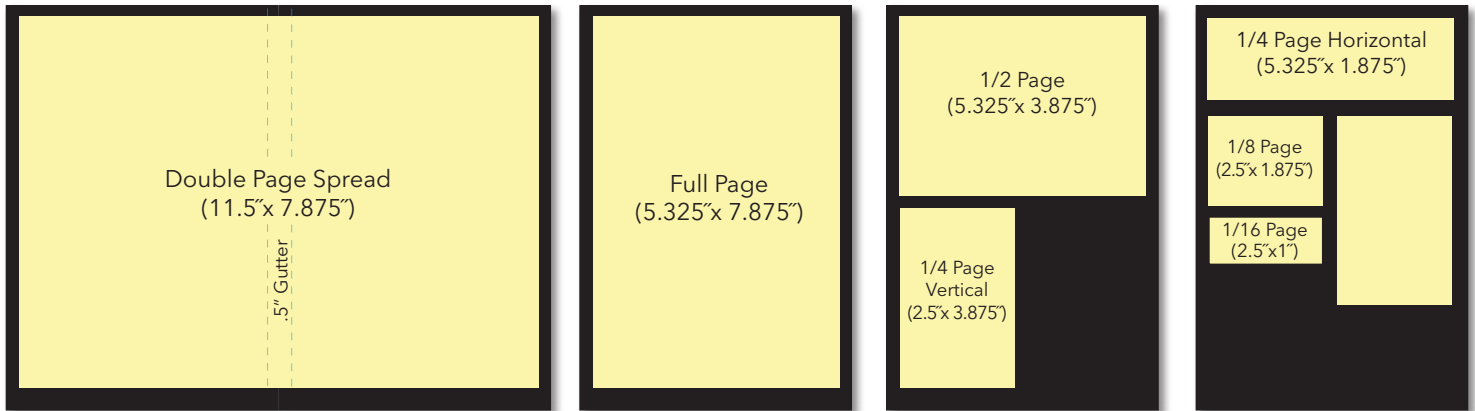 Double Page Spread
(11.5˝x 7.875˝)
.5" Gutter
Full Page
(5.325˝x 7.875˝)
1/2 Page
(5.325˝x 3.875˝)
1/4 Page
Vertical
(2.5˝x 3.875˝)
1/4 Page Horizontal
(5.325˝x 1.875˝)
1/8 Page
(2.5˝x 1.875˝)
1/16 Page
(2.5˝x1˝)